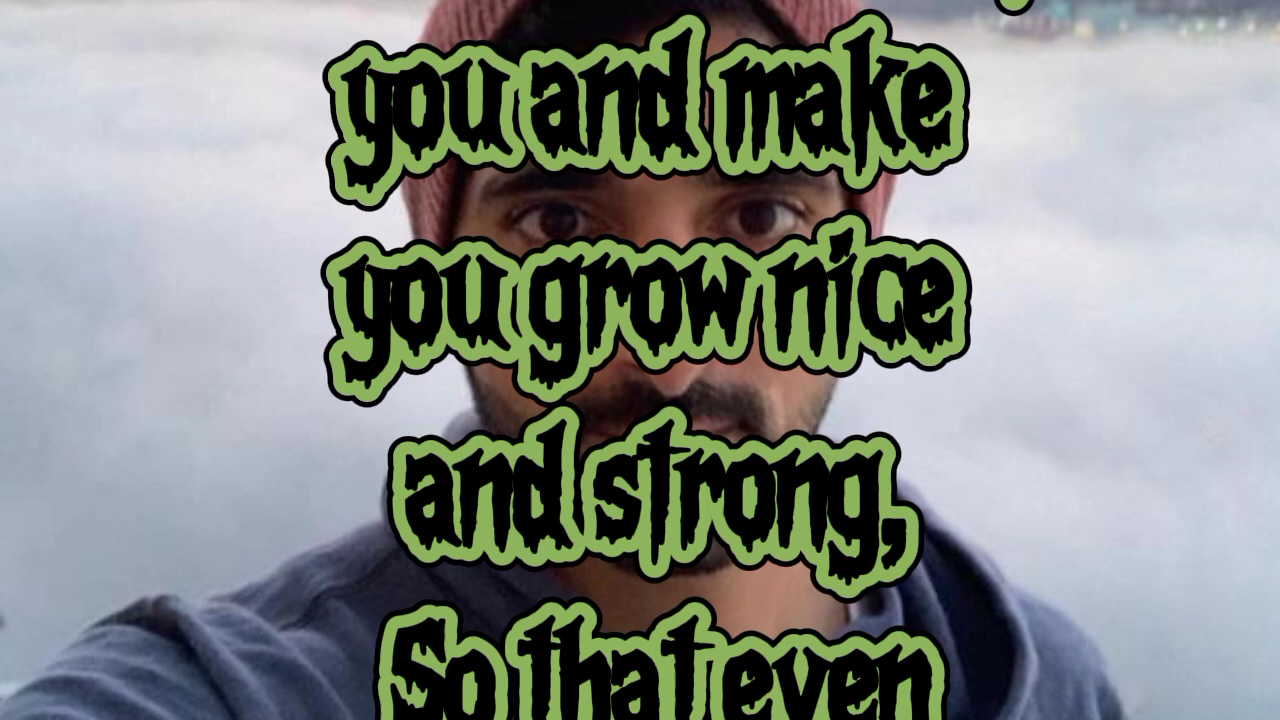 you and make
you grow nice
and strong,
So that even